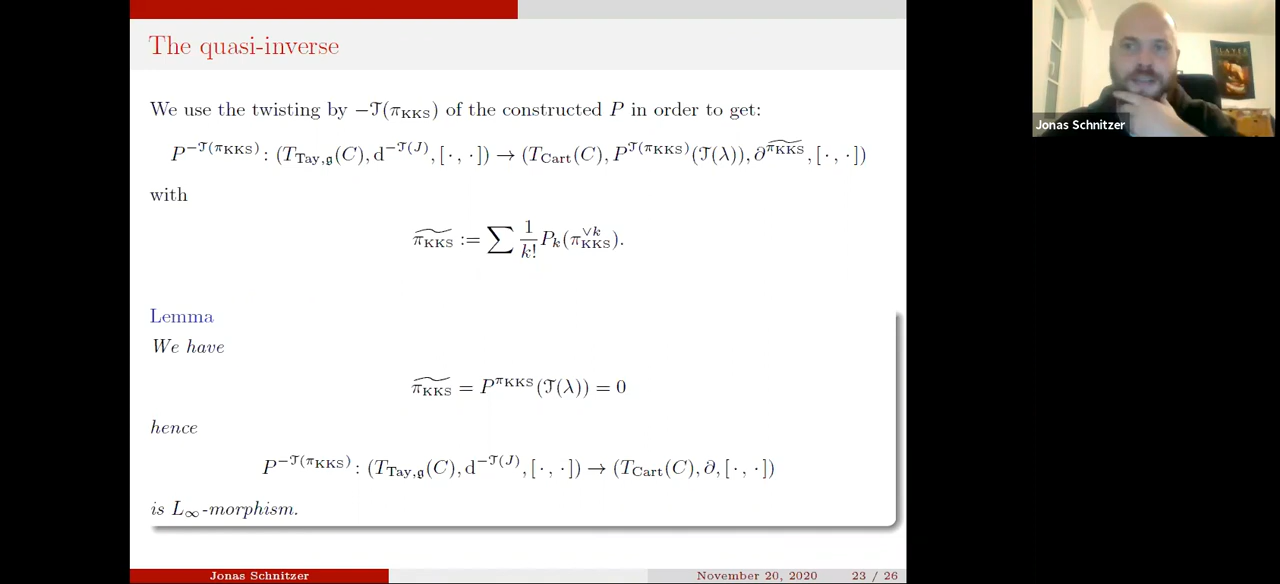 The quasi-inverse
We use the twisting by −𝒯(π_KKS) of the constructed P in order to get:
P^{−𝒯(π_KKS)}: (T_{Tay,𝔤}(C), d^{−𝒯(J)}, [·, ·]) → (T_Cart(C), P^{𝒯(π_KKS)}(𝒯(λ)), ∂^{\widetilde{π_KKS}}, [·, ·])
with
\widetilde{π_KKS} := ∑ 1/k! P_k(π_KKS^{∨k}).
Lemma
We have
\widetilde{π_KKS} = P^{π_KKS}(𝒯(λ)) = 0
hence
P^{−𝒯(π_KKS)}: (T_{Tay,𝔤}(C), d^{−𝒯(J)}, [·, ·]) → (T_Cart(C), ∂, [·, ·])
is L_∞-morphism.
Jonas Schnitzer November 20, 2020 23 / 26
Jonas Schnitzer